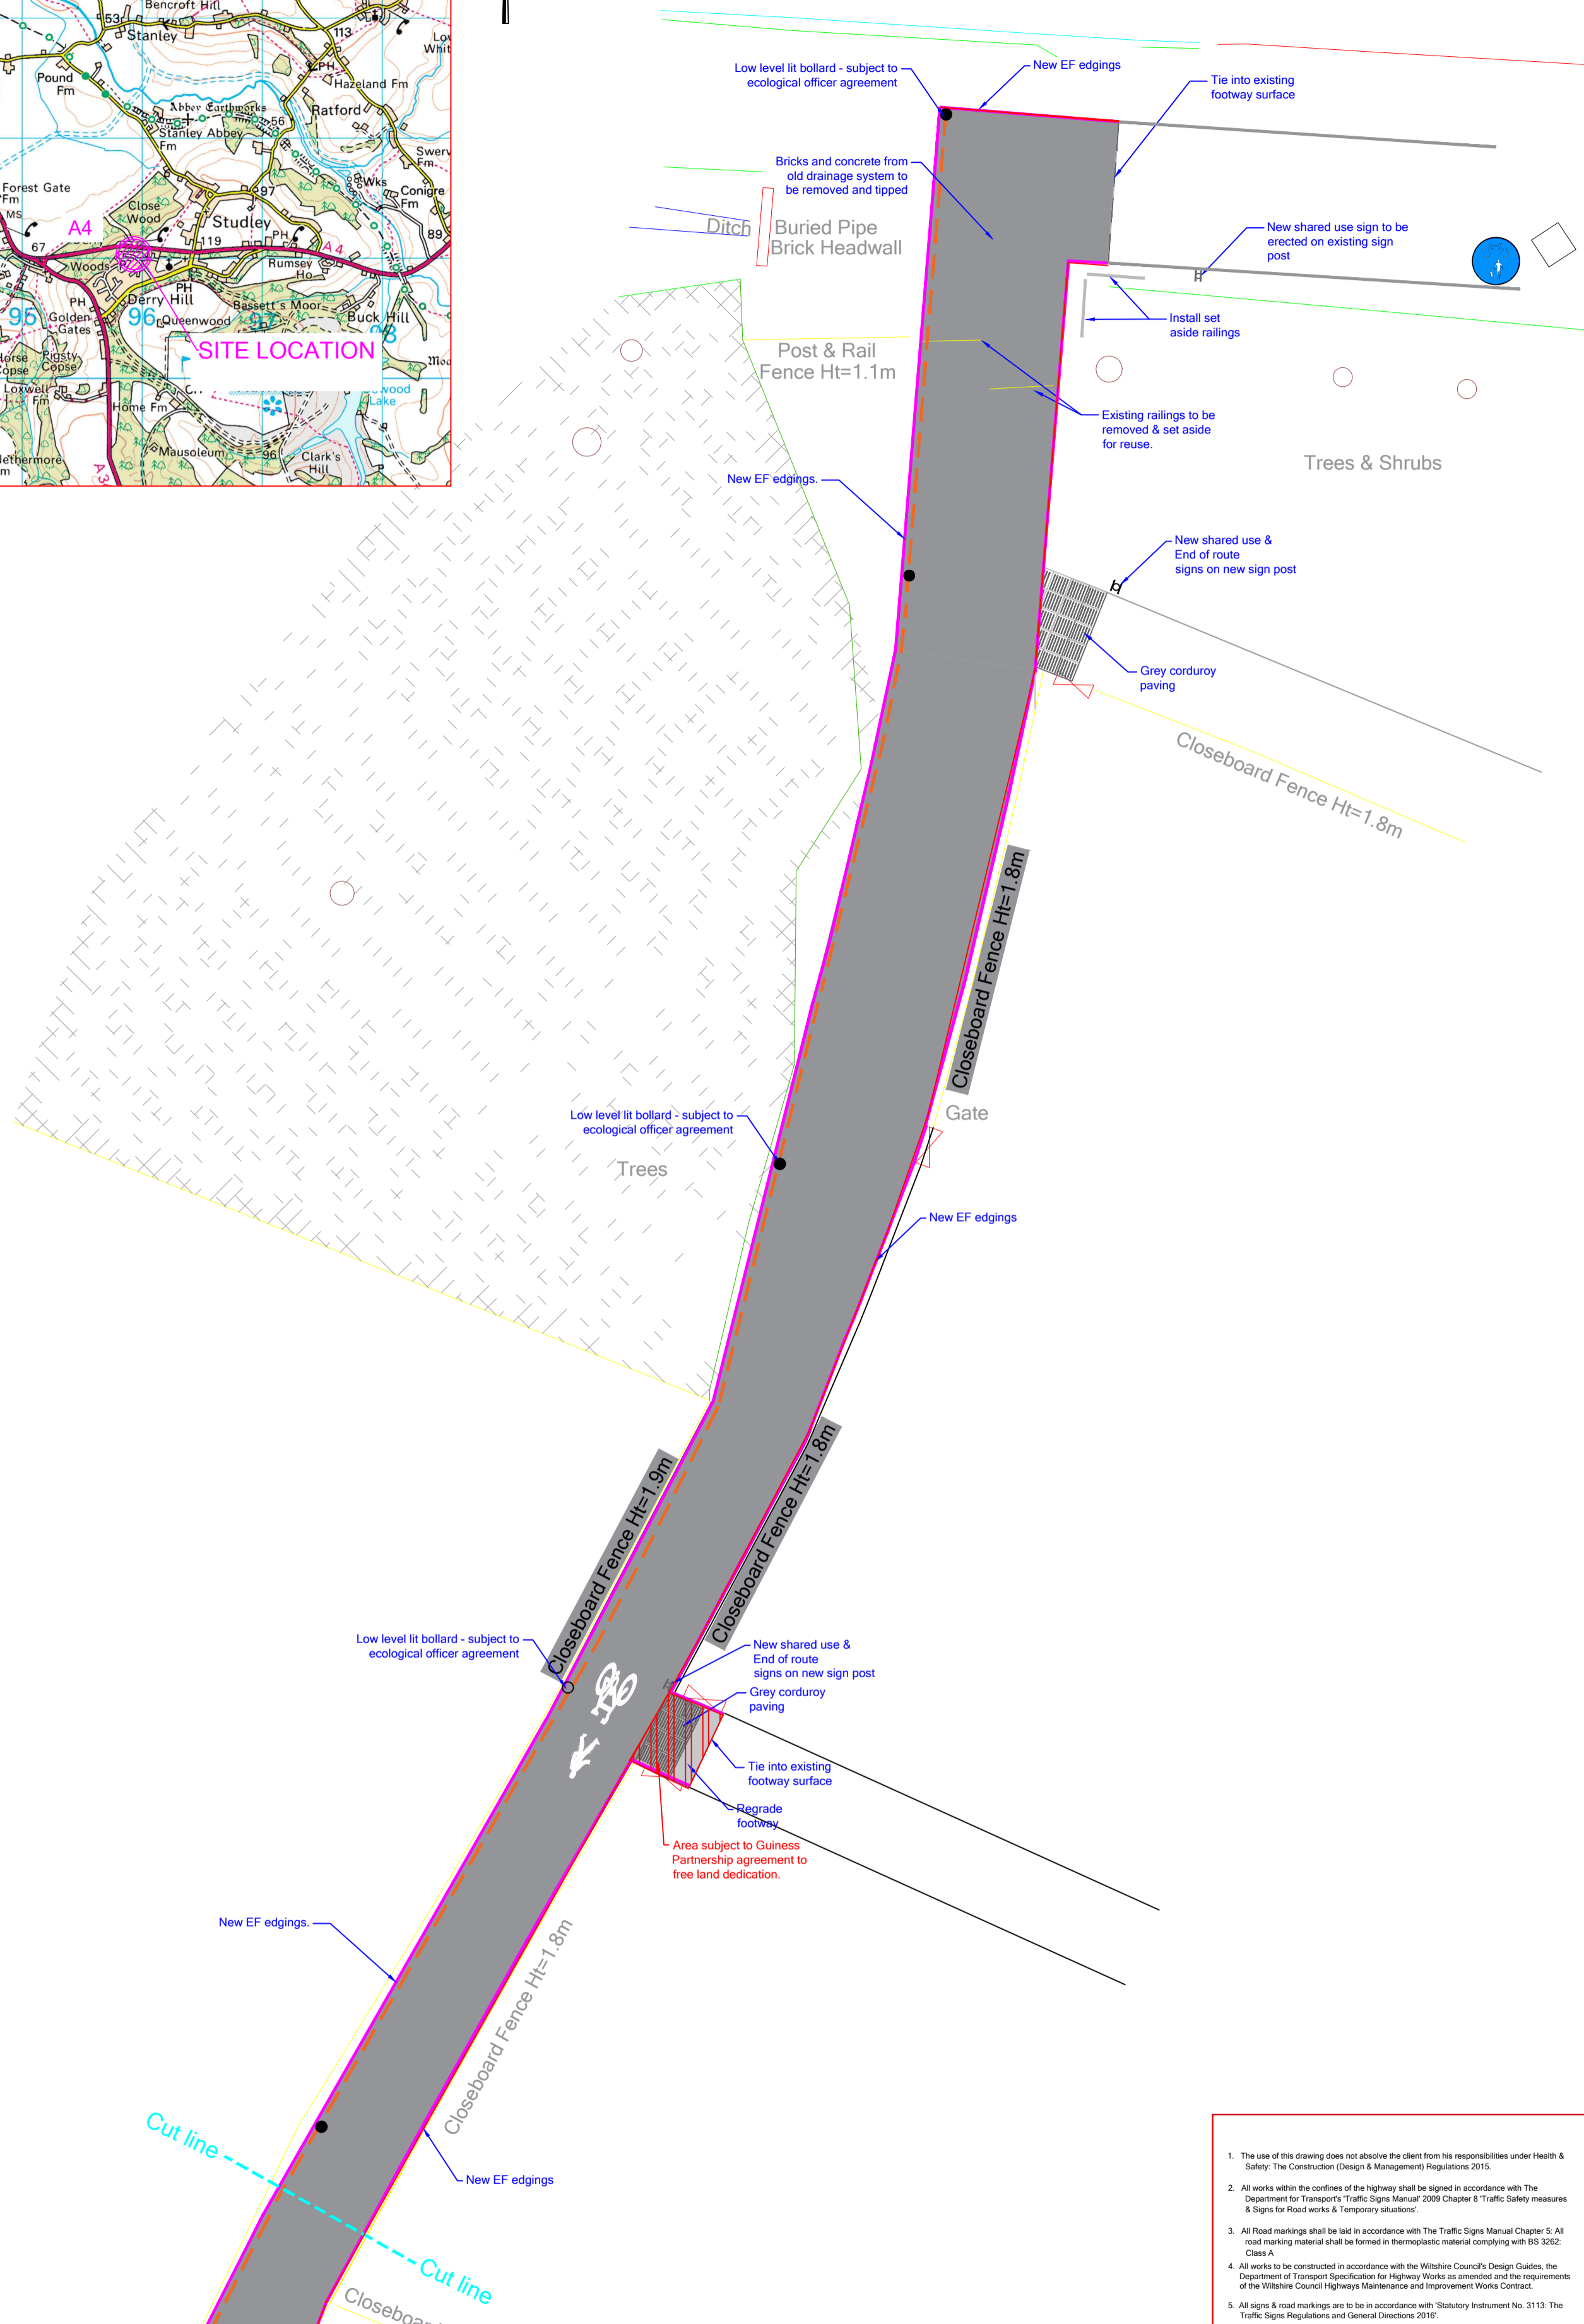 Bencroft Hill
53
Stanley
113
PH
Hazeland Fm
Pound
Fm
Abbey Earthworks
Ratford
56
Stanley Abbey
Fm
Wks
Conigre
Fm
Forest Gate
Fm
MS
Close
Wood
97
Studley
A4
67
119
PH
A 4
89
Woods
Rumsey
Ho
PH
PH
Derry Hill
Golden
Gates
95
96
Queenwood
Bassett's Moor
Buck Hill
SITE LOCATION
Pigsty
Copse
Loxwell
Fm
Home Fm
Lake
Mausoleum
96
Clark's
Hill
Low level lit bollard - subject to
ecological officer agreement
New EF edgings
Tie into existing
footway surface
Bricks and concrete from
old drainage system to
be removed and tipped
Ditch
Buried Pipe
Brick Headwall
New shared use sign to be
erected on existing sign
post
Install set
aside railings
Post & Rail
Fence Ht=1.1m
Existing railings to be
removed & set aside
for reuse.
Trees & Shrubs
New EF edgings.
New shared use &
End of route
signs on new sign post
Grey corduroy
paving
Closeboard Fence Ht=1.8m
Closeboard Fence Ht=1.8m
Gate
Low level lit bollard - subject to
ecological officer agreement
Trees
New EF edgings
Closeboard Fence Ht=1.9m
Closeboard Fence Ht=1.8m
Low level lit bollard - subject to
ecological officer agreement
New shared use &
End of route
signs on new sign post
Grey corduroy
paving
Tie into existing
footway surface
Regrade
footway
Area subject to Guiness
Partnership agreement to
free land dedication.
New EF edgings.
Closeboard Fence Ht=1.8m
Cut line
New EF edgings
Cut line
1. The use of this drawing does not absolve the client from his responsibilities under Health &
Safety: The Construction (Design & Management) Regulations 2015.
2. All works within the confines of the highway shall be signed in accordance with The
Department for Transport's 'Traffic Signs Manual' 2009 Chapter 8 'Traffic Safety measures
& Signs for Road works & Temporary situations'.
3. All Road markings shall be laid in accordance with The Traffic Signs Manual Chapter 5: All
road marking material shall be formed in thermoplastic material complying with BS 3262:
Class A
4. All works to be constructed in accordance with the Wiltshire Council's Design Guides, the
Department of Transport Specification for Highway Works as amended and the requirements
of the Wiltshire Council Highways Maintenance and Improvement Works Contract.
5. All signs & road markings are to be in accordance with 'Statutory Instrument No. 3113: The
Traffic Signs Regulations and General Directions 2016'.